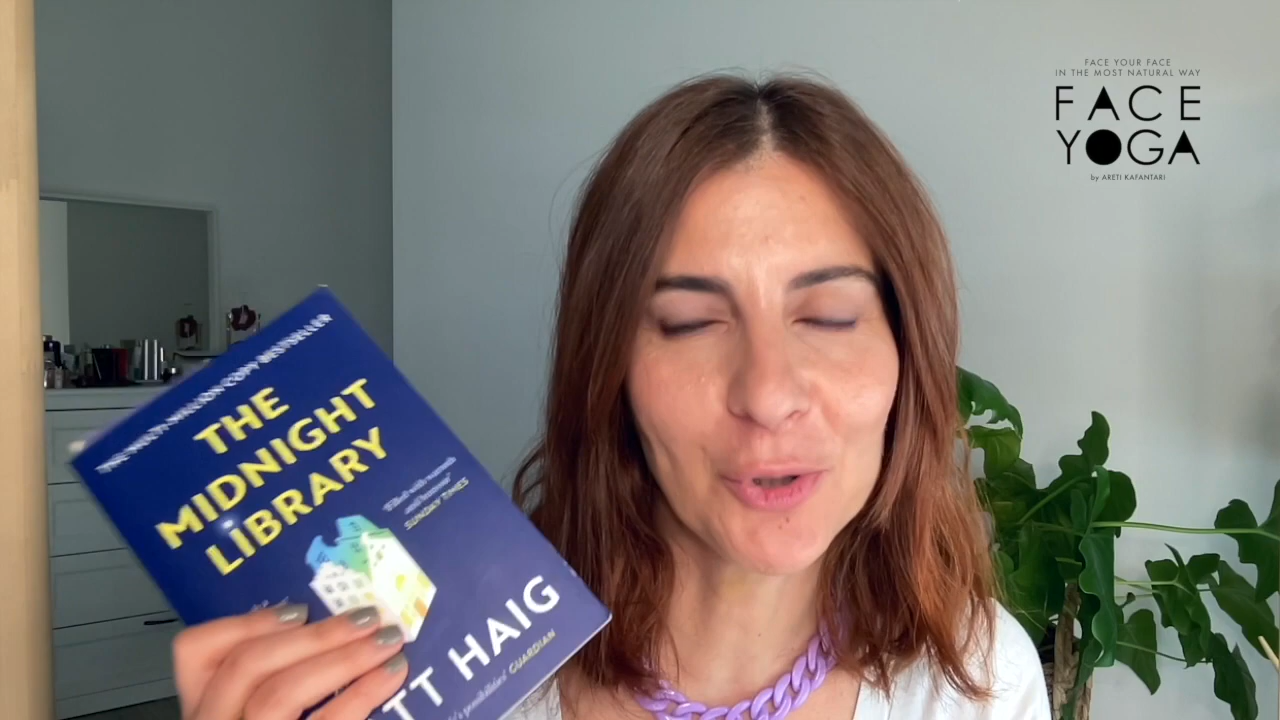 FACE YOUR FACE
IN THE MOST NATURAL WAY
FACE
YOGA
by ARETI KAFANTARI
THE
MIDNIGHT
LIBRARY
'Filled with warmth
and humour'
SUNDAY TIMES
TT HAIG
possibilities' GUARDIAN